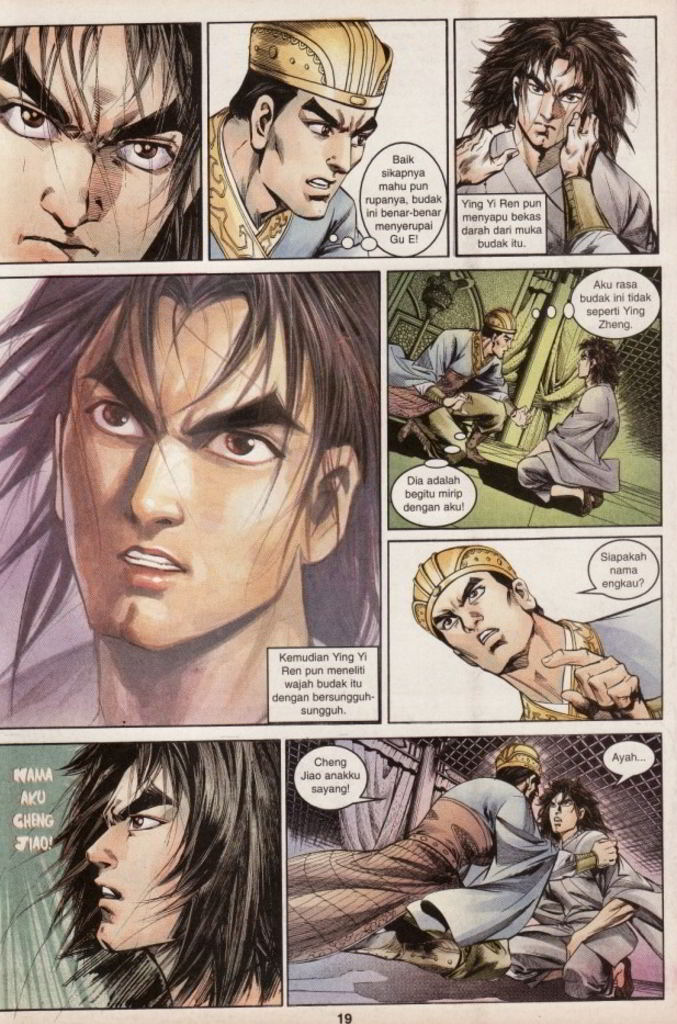 Baik
sikapnya
mahu pun
rupanya, budak
ini benar-benar
menyerupai
Gu E!
Ying Yi Ren pun
menyapu bekas
darah dari muka
budak itu.
Kemudian Ying Yi
Ren pun meneliti
wajah budak itu
dengan bersungguh-
sungguh.
Aku rasa
budak ini tidak
seperti Ying
Zheng.
Dia adalah
begitu mirip
dengan aku!
Siapakah
nama
engkau?
NAMA
AKU
CHENG
JIAO!
Cheng
Jiao anakku
sayang!
Ayah...
19